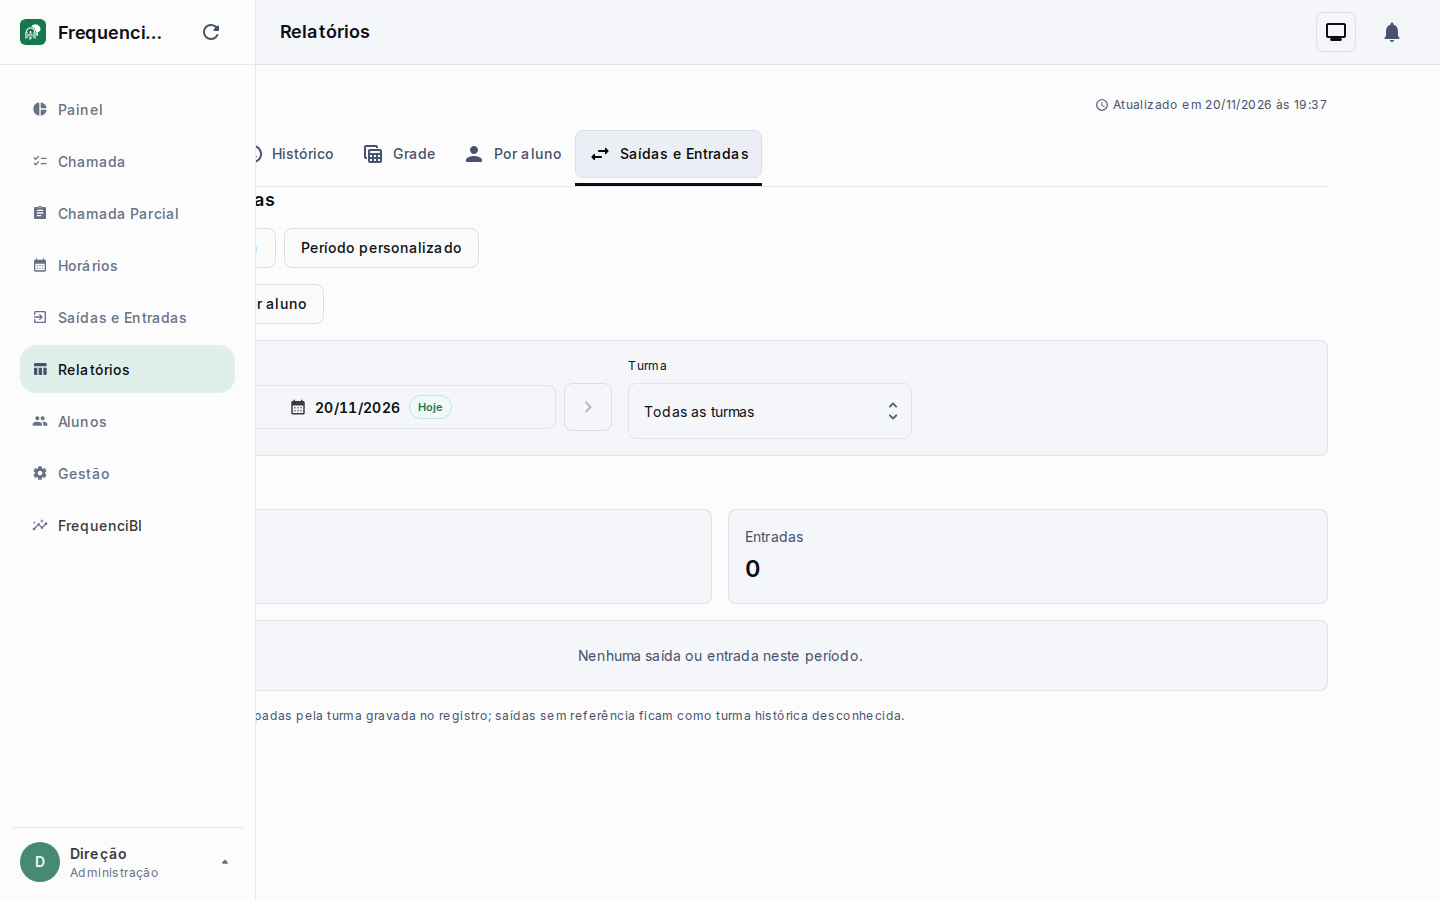 Frequenci...
Relatórios
Painel
Chamada
Chamada Parcial
Horários
Saídas e Entradas
Relatórios
Alunos
Gestão
FrequenciBI
Direção
Administração
D
Atualizado em 20/11/2026 às 19:37
Histórico
Grade
Por aluno
Saídas e Entradas
as
Período personalizado
r aluno
Turma
20/11/2026
Hoje
Todas as turmas
Entradas
0
Nenhuma saída ou entrada neste período.
padas pela turma gravada no registro; saídas sem referência ficam como turma histórica desconhecida.